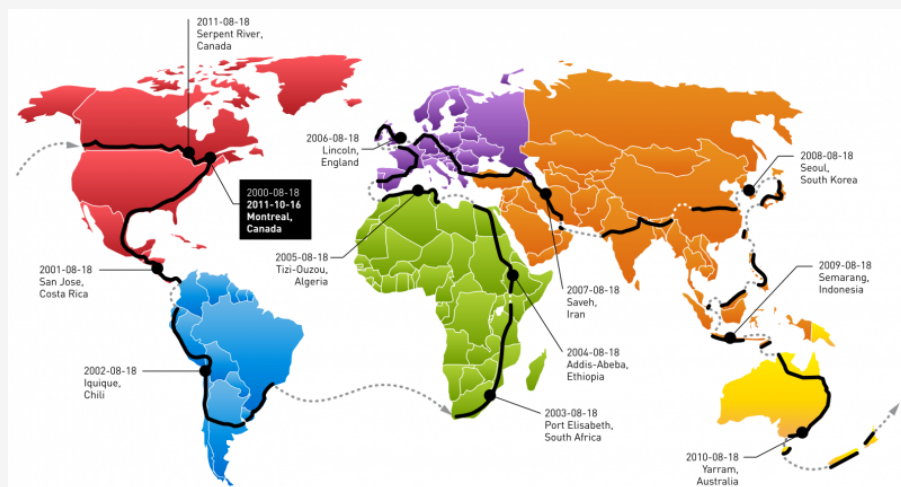 2011-08-18
Serpent River,
Canada
2006-08-18
Lincoln,
England
2008-08-18
Seoul,
South Korea
2000-08-18
2011-10-16
Montreal,
Canada
2005-08-18
Tizi-Ouzou,
Algeria
2001-08-18
San Jose,
Costa Rica
2007-08-18
Saveh,
Iran
2009-08-18
Semarang,
Indonesia
2004-08-18
Addis-Abeba,
Ethiopia
2002-08-18
Iquique,
Chili
2003-08-18
Port Elisabeth,
South Africa
2010-08-18
Yarram,
Australia